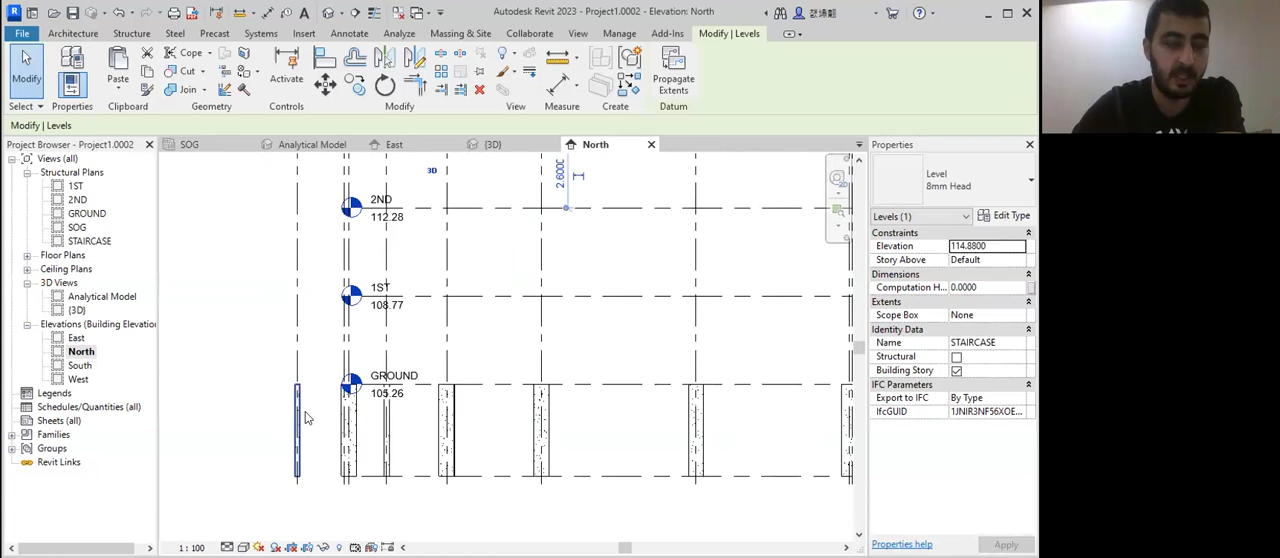 Autodesk Revit 2023 - Project1.0002 - Elevation: North
File Architecture Structure Steel Precast Systems Insert Annotate Analyze Massing & Site Collaborate View Manage Add-Ins Modify | Levels
Modify Paste Cope Cut Join Activate Propagate Extents
Select Properties Clipboard Geometry Controls Modify View Measure Create Datum
Modify | Levels
Project Browser - Project1.0002
SOG Analytical Model East {3D} North
Properties
Views (all)
Structural Plans
1ST
2ND
GROUND
SOG
STAIRCASE
Floor Plans
Ceiling Plans
3D Views
Analytical Model
{3D}
Elevations (Building Elevation
East
North
South
West
Legends
Schedules/Quantities (all)
Sheets (all)
Families
Groups
Revit Links
3D
2.6000
2ND
112.28
1ST
108.77
GROUND
105.26
1 : 100
Level
8mm Head
Levels (1) Edit Type
Constraints
Elevation 114.8800
Story Above Default
Dimensions
Computation H... 0.0000
Extents
Scope Box None
Identity Data
Name STAIRCASE
Structural
Building Story
IFC Parameters
Export to IFC By Type
IfcGUID 1JNIR3NF56XOE...
Properties help Apply